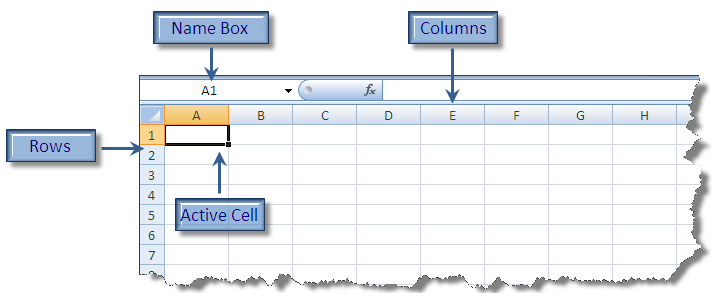 Name Box
Columns
A1
fx
A B C D E F G H
1
Rows
2
3
4
Active Cell
5
6
7